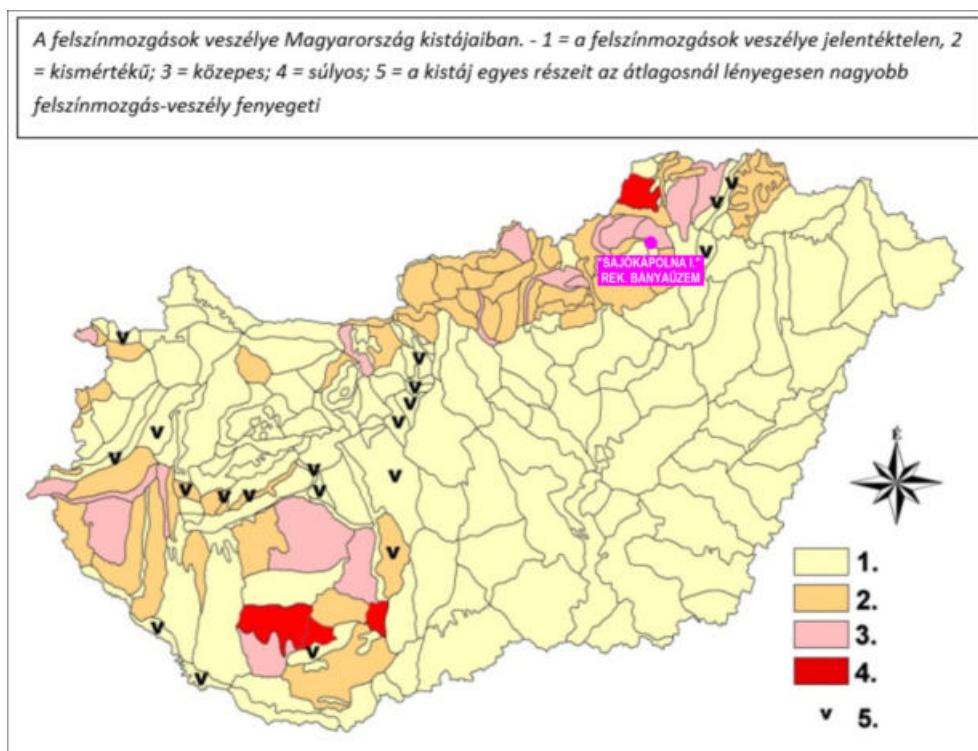 A felszínmozgások veszélye Magyarország kistájaiban. - 1 = a felszínmozgások veszélye jelentéktelen, 2
= kismértékű; 3 = közepes; 4 = súlyos; 5 = a kistáj egyes részeit az átlagosnál lényegesen nagyobb
felszínmozgás-veszély fenyegeti
"SAJÓKÁPOLNA I."
REK. BÁNYAÜZEM
É
1.
2.
3.
4.
v 5.